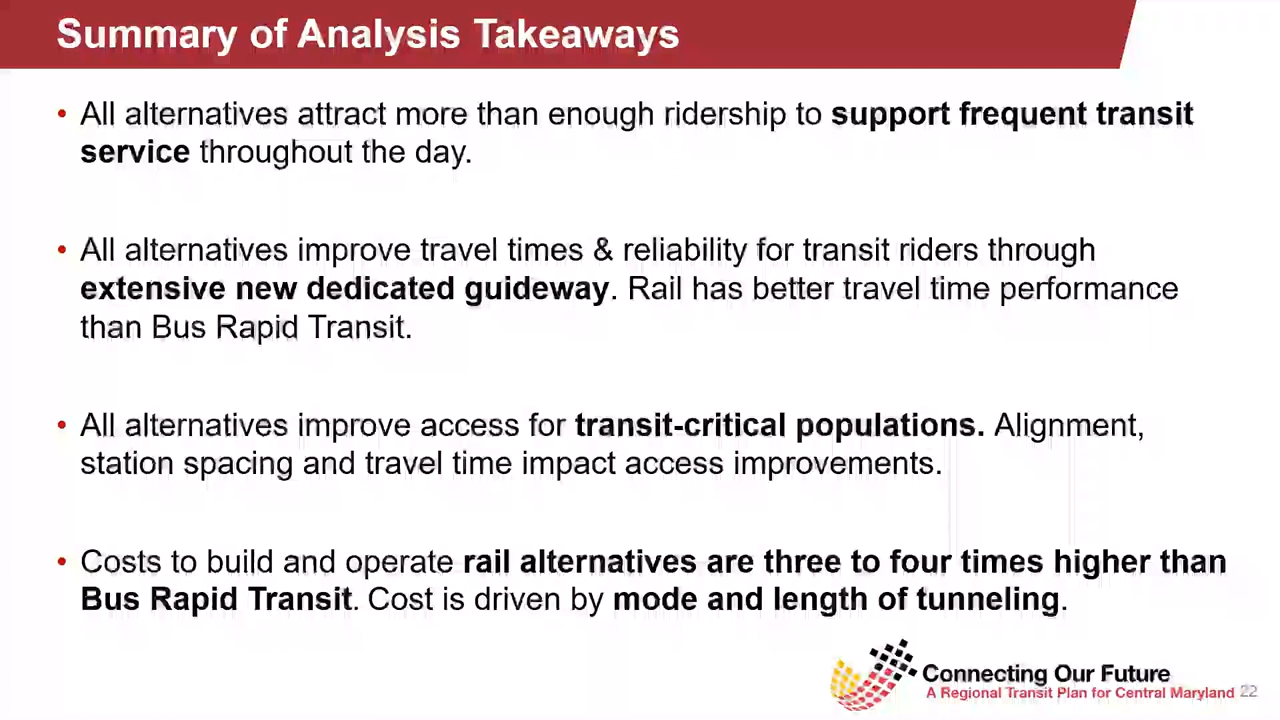 Summary of Analysis Takeaways
• All alternatives attract more than enough ridership to support frequent transit
service throughout the day.
• All alternatives improve travel times & reliability for transit riders through
extensive new dedicated guideway. Rail has better travel time performance
than Bus Rapid Transit.
• All alternatives improve access for transit-critical populations. Alignment,
station spacing and travel time impact access improvements.
• Costs to build and operate rail alternatives are three to four times higher than
Bus Rapid Transit. Cost is driven by mode and length of tunneling.
Connecting Our Future
A Regional Transit Plan for Central Maryland 22